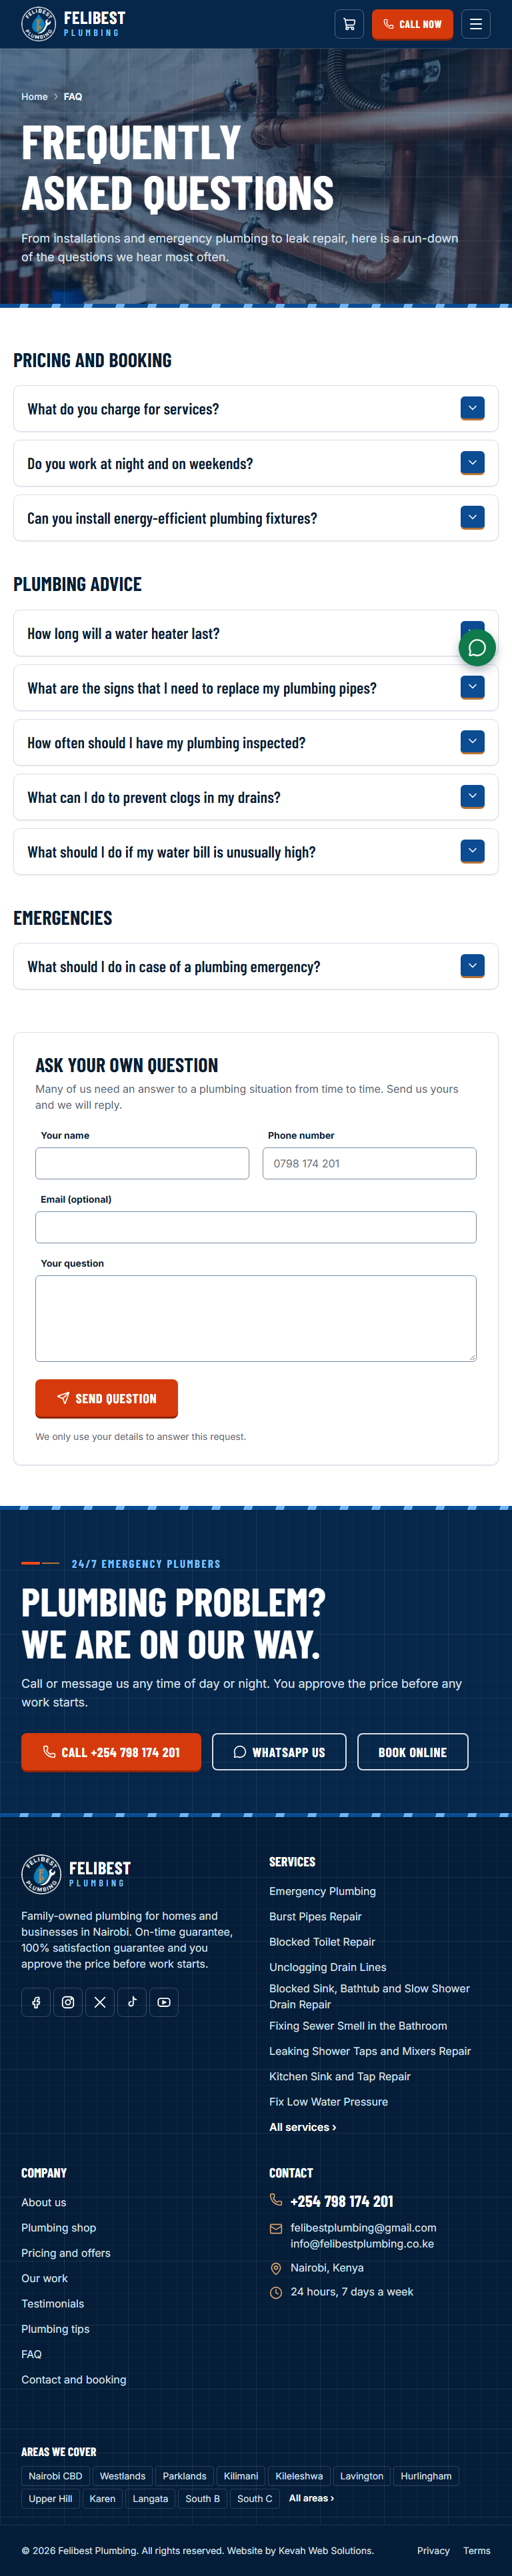 FELIBEST
PLUMBING
FELIBEST
PLUMBING
CALL NOW
Home > FAQ
FREQUENTLY
ASKED QUESTIONS
From installations and emergency plumbing to leak repair, here is a run-down
of the questions we hear most often.
PRICING AND BOOKING
What do you charge for services?
Do you work at night and on weekends?
Can you install energy-efficient plumbing fixtures?
PLUMBING ADVICE
How long will a water heater last?
What are the signs that I need to replace my plumbing pipes?
How often should I have my plumbing inspected?
What can I do to prevent clogs in my drains?
What should I do if my water bill is unusually high?
EMERGENCIES
What should I do in case of a plumbing emergency?
ASK YOUR OWN QUESTION
Many of us need an answer to a plumbing situation from time to time. Send us yours
and we will reply.
Your name
Phone number
0798 174 201
Email (optional)
Your question
SEND QUESTION
We only use your details to answer this request.
24/7 EMERGENCY PLUMBERS
PLUMBING PROBLEM?
WE ARE ON OUR WAY.
Call or message us any time of day or night. You approve the price before any
work starts.
CALL +254 798 174 201
WHATSAPP US
BOOK ONLINE
FELIBEST
PLUMBING
FELIBEST
PLUMBING
Family-owned plumbing for homes and
businesses in Nairobi. On-time guarantee,
100% satisfaction guarantee and you
approve the price before work starts.
SERVICES
Emergency Plumbing
Burst Pipes Repair
Blocked Toilet Repair
Unclogging Drain Lines
Blocked Sink, Bathtub and Slow Shower
Drain Repair
Fixing Sewer Smell in the Bathroom
Leaking Shower Taps and Mixers Repair
Kitchen Sink and Tap Repair
Fix Low Water Pressure
All services ›
COMPANY
About us
Plumbing shop
Pricing and offers
Our work
Testimonials
Plumbing tips
FAQ
Contact and booking
CONTACT
+254 798 174 201
felibestplumbing@gmail.com
info@felibestplumbing.co.ke
Nairobi, Kenya
24 hours, 7 days a week
AREAS WE COVER
Nairobi CBD Westlands Parklands Kilimani Kileleshwa Lavington Hurlingham
Upper Hill Karen Langata South B South C All areas ›
© 2026 Felibest Plumbing. All rights reserved. Website by Kevah Web Solutions.
Privacy Terms